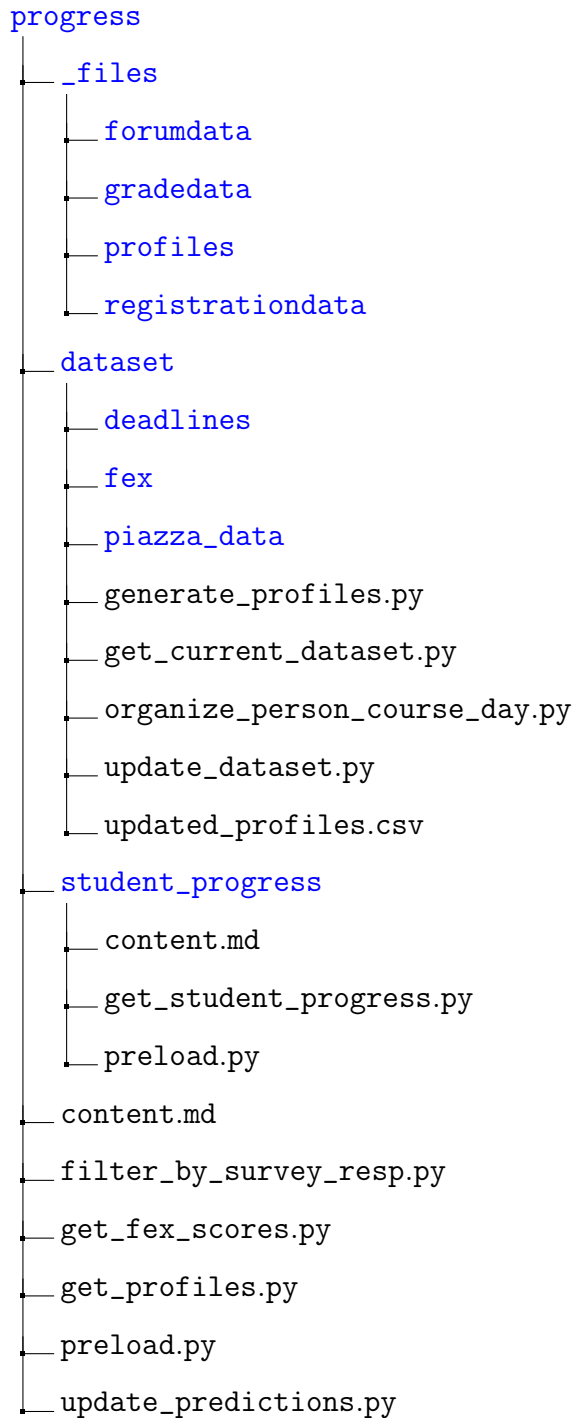 progress
_files
forumdata
gradedata
profiles
registrationdata
dataset
deadlines
fex
piazza_data
generate_profiles.py
get_current_dataset.py
organize_person_course_day.py
update_dataset.py
updated_profiles.csv
student_progress
content.md
get_student_progress.py
preload.py
content.md
filter_by_survey_resp.py
get_fex_scores.py
get_profiles.py
preload.py
update_predictions.py